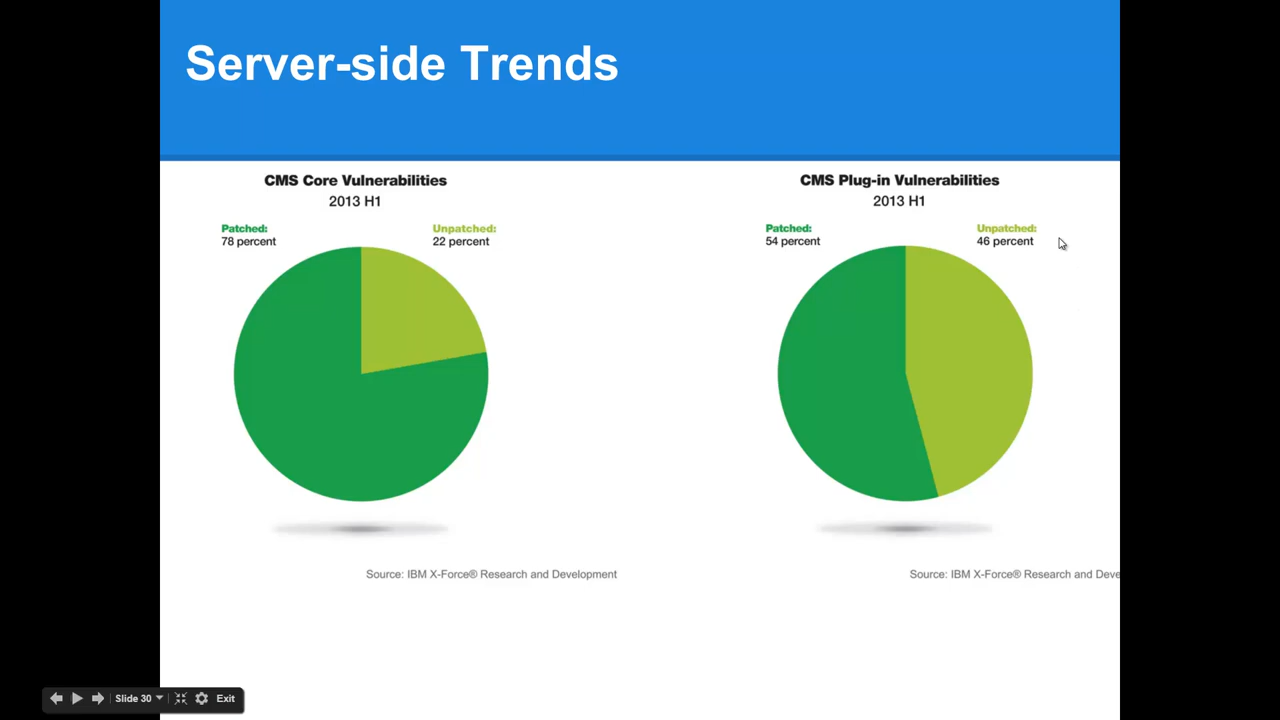 Server-side Trends
CMS Core Vulnerabilities
2013 H1
Patched:
78 percent
Unpatched:
22 percent
CMS Plug-in Vulnerabilities
2013 H1
Patched:
54 percent
Unpatched:
46 percent
Source: IBM X-Force® Research and Development
Source: IBM X-Force® Research and Deve
Slide 30
Exit